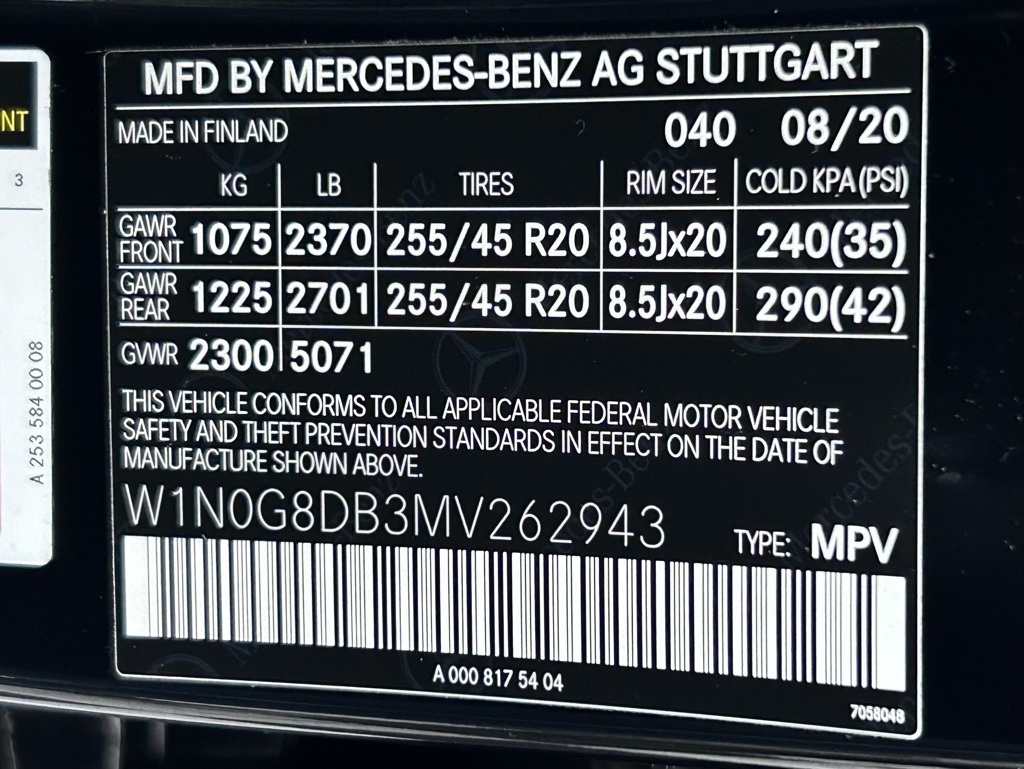 MFD BY MERCEDES-BENZ AG STUTTGART
MADE IN FINLAND 040 08/20
KG LB TIRES RIM SIZE COLD KPA (PSI)
GAWR FRONT 1075 2370 255/45 R20 8.5Jx20 240(35)
GAWR REAR 1225 2701 255/45 R20 8.5Jx20 290(42)
GVWR 2300 5071
THIS VEHICLE CONFORMS TO ALL APPLICABLE FEDERAL MOTOR VEHICLE
SAFETY AND THEFT PREVENTION STANDARDS IN EFFECT ON THE DATE OF
MANUFACTURE SHOWN ABOVE.
W1N0G8DB3MV262943 TYPE: MPV
A 000 817 54 04
7058048
NT
3
A 253 584 00 08